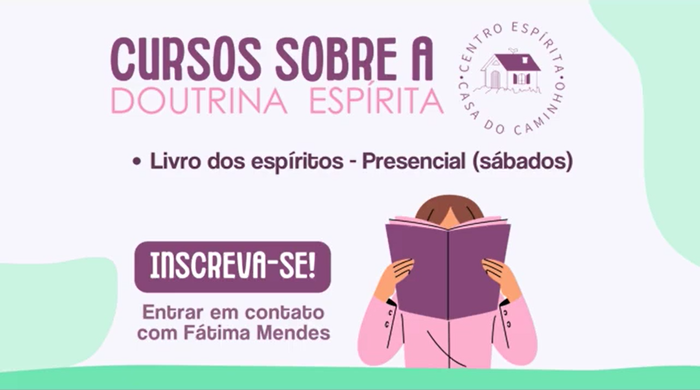 CURSOS SOBRE A
DOUTRINA ESPÍRITA
CENTRO ESPÍRITA
CASA DO CAMINHO
• Livro dos espíritos - Presencial (sábados)
INSCREVA-SE!
Entrar em contato
com Fátima Mendes